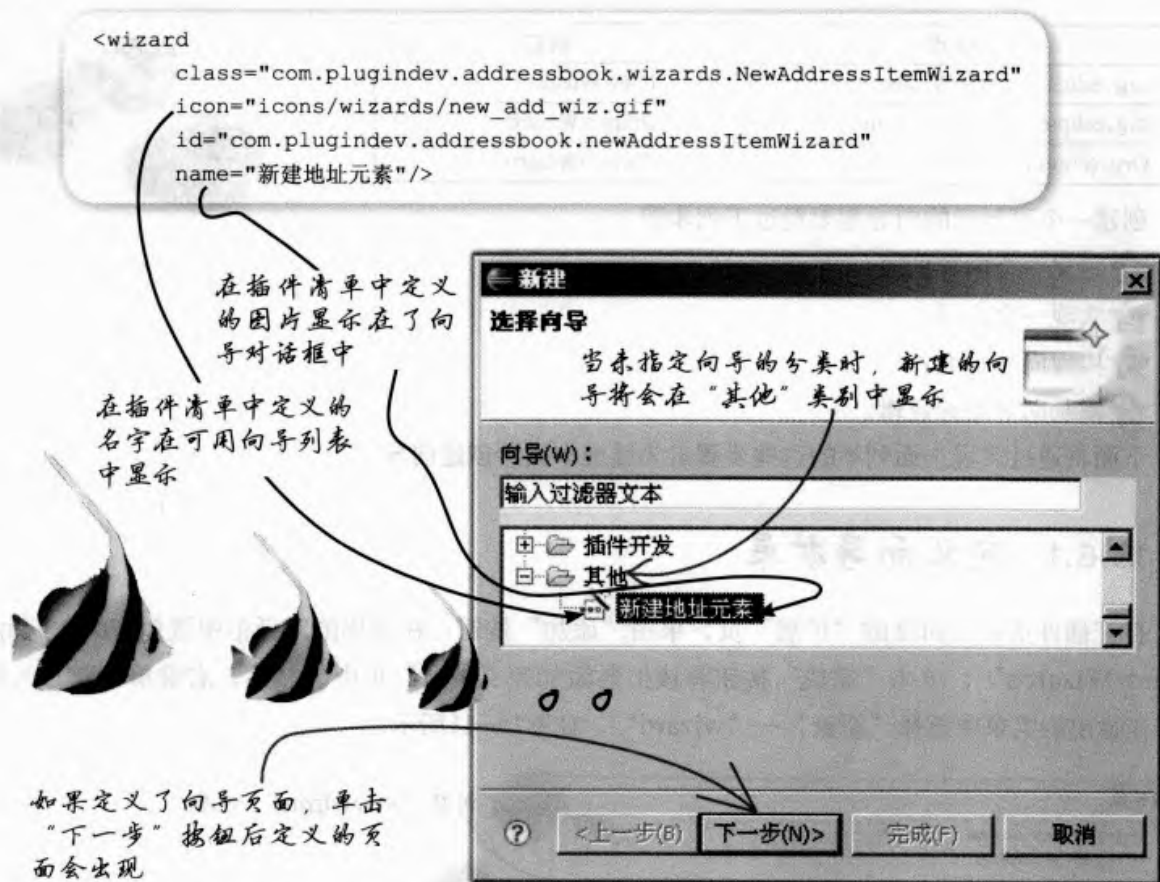 <wizard
class="com.plugindev.addressbook.wizards.NewAddressItemWizard"
icon="icons/wizards/new_add_wiz.gif"
id="com.plugindev.addressbook.newAddressItemWizard"
name="新建地址元素"/>
在插件清单中定义
的图片显示在了向
导对话框中
在插件清单中定义的
名字在可用向导列表
中显示
新建
选择向导
当未指定向导的分类时，新建的向
导将会在“其他”类别中显示
向导(W)：
输入过滤器文本
插件开发
其他
新建地址元素
如果定义了向导页面，单击
“下一步”按钮后定义的页
面会出现
<上一步(B)
下一步(N)>
完成(F)
取消